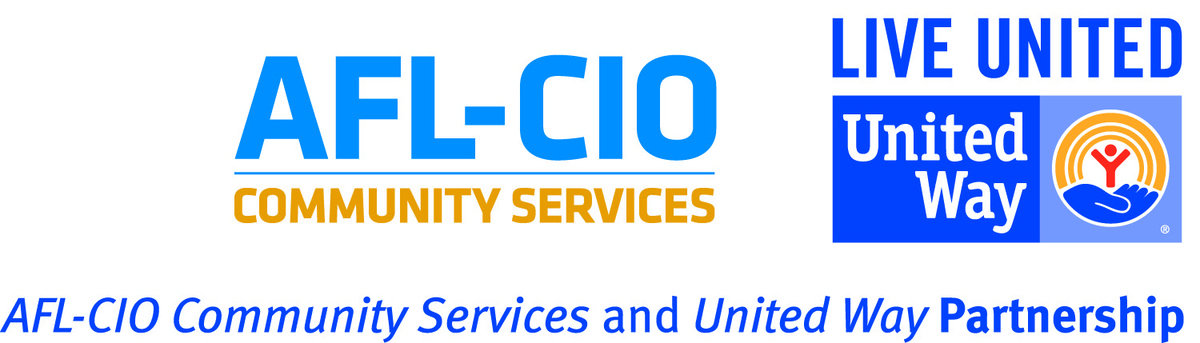 AFL-CIO
COMMUNITY SERVICES
LIVE UNITED
United
Way
®
AFL-CIO Community Services and United Way Partnership